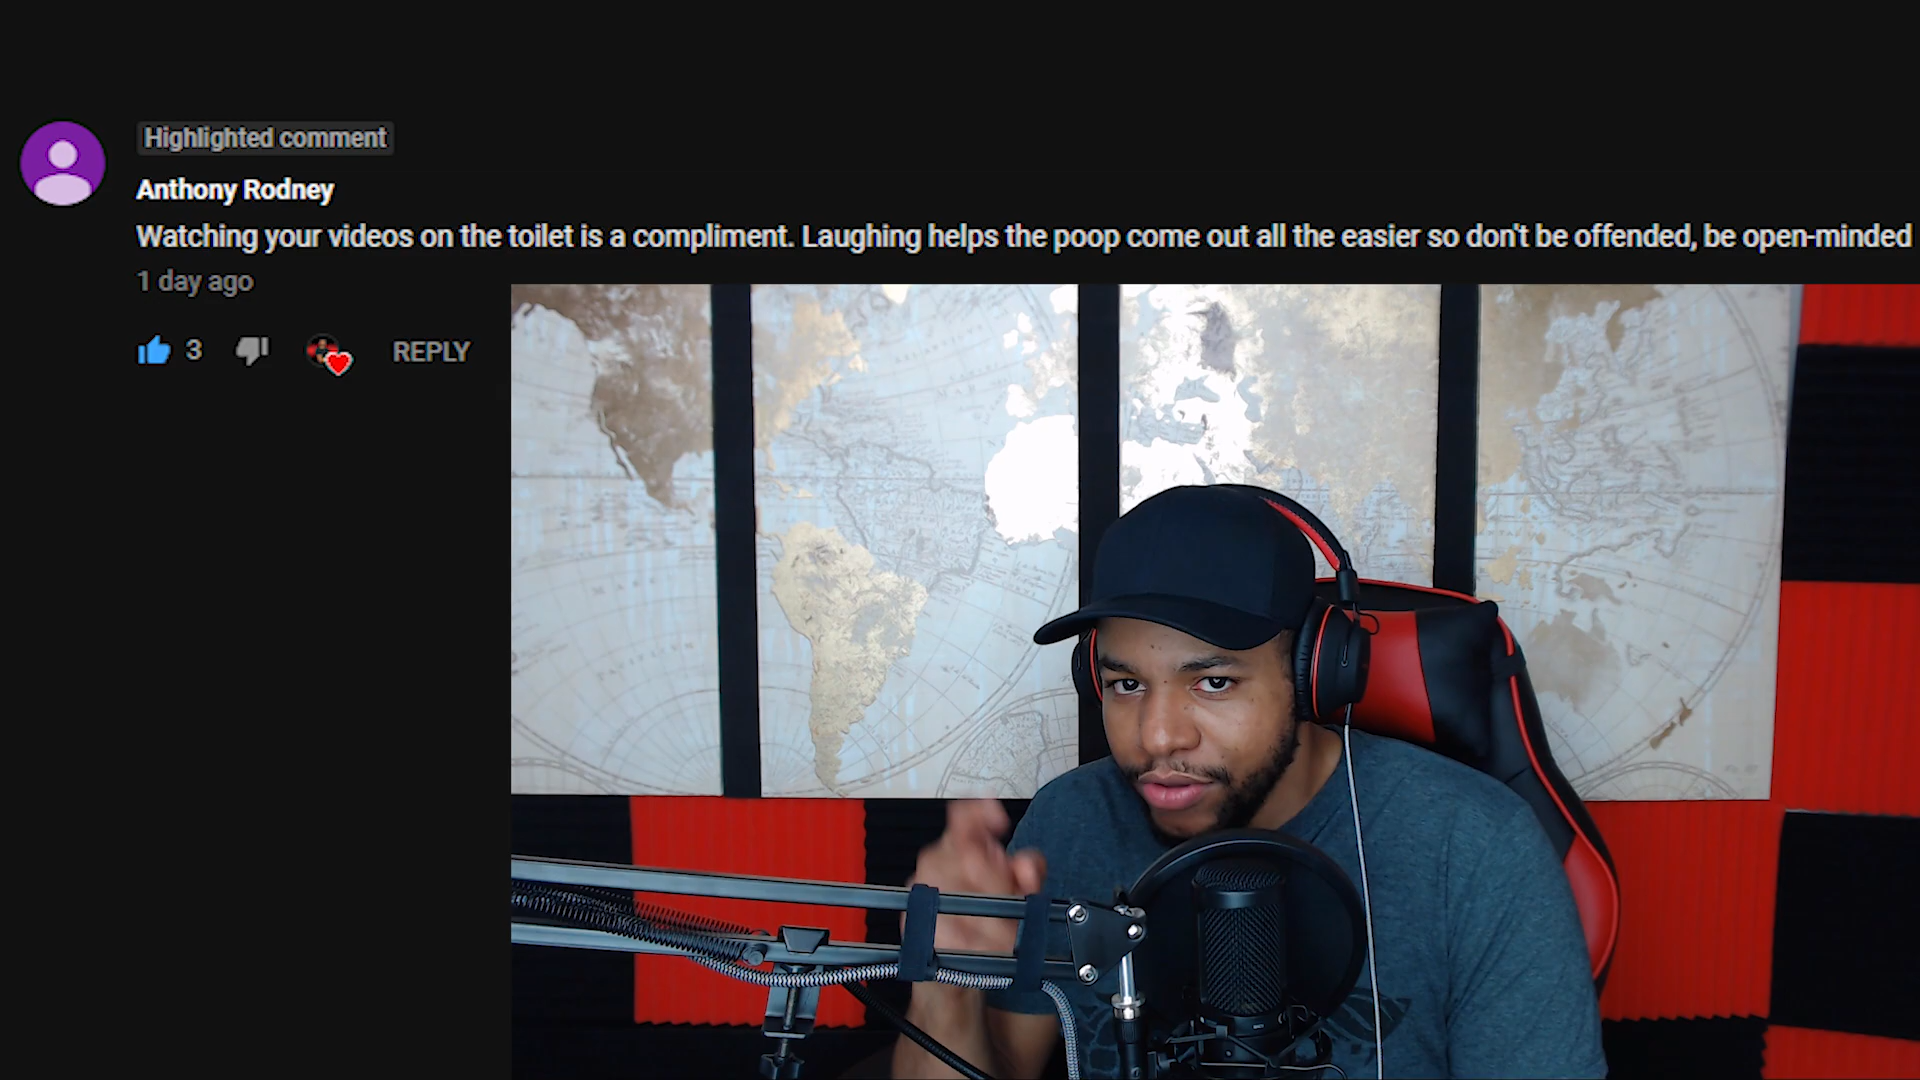 Highlighted comment
Anthony Rodney
Watching your videos on the toilet is a compliment. Laughing helps the poop come out all the easier so don't be offended, be open-minded
1 day ago
3
REPLY